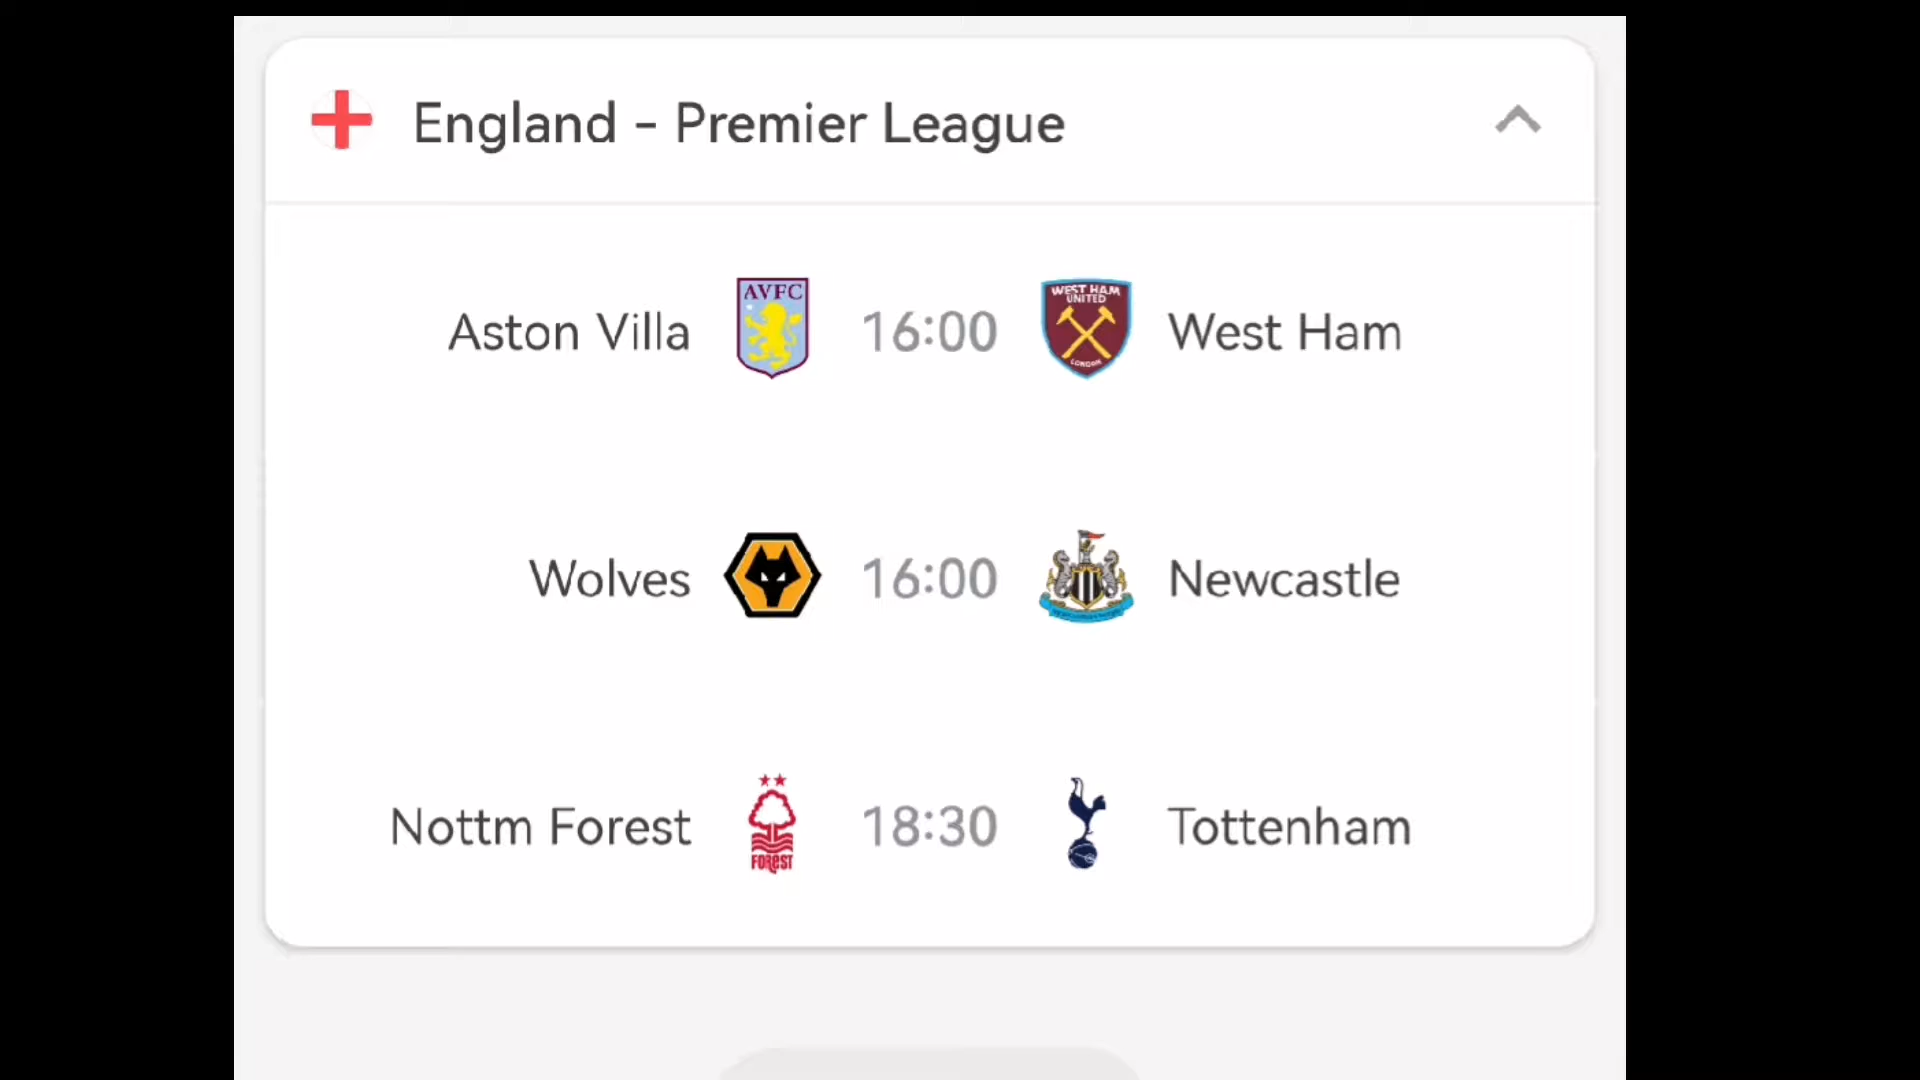 England - Premier League
Aston Villa AVFC 16:00 WEST HAM UNITED LONDON West Ham
Wolves 16:00 Newcastle
Nottm Forest FOREST 18:30 Tottenham